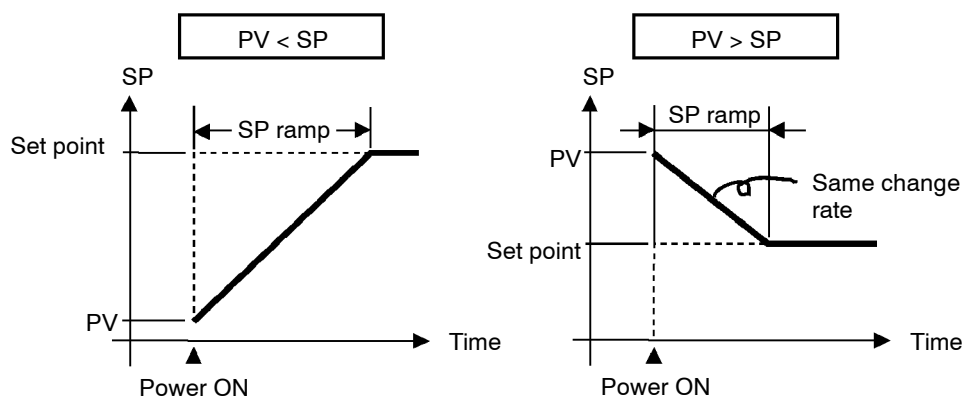 PV < SP
SP
SP ramp
Set point
PV
Time
Power ON
PV > SP
SP
SP ramp
PV
Same change
rate
Set point
Time
Power ON